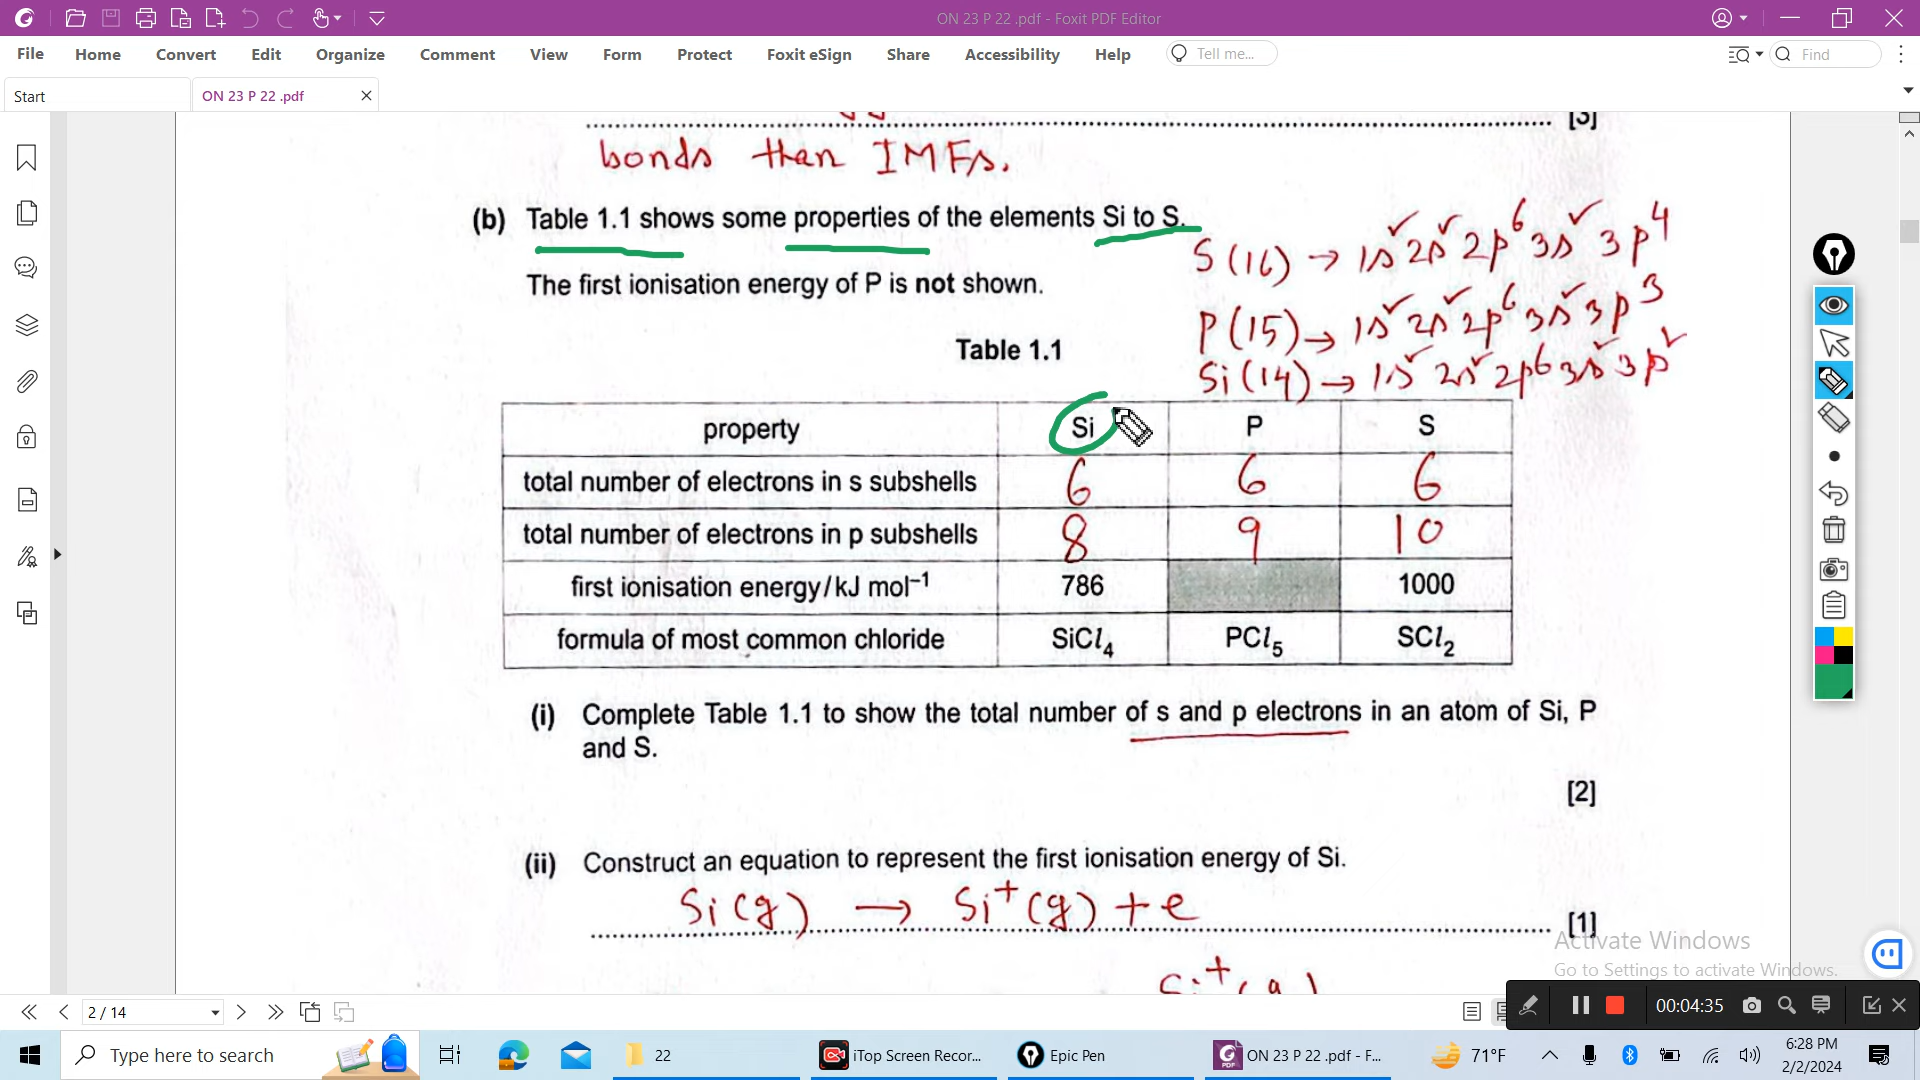 ON 23 P 22 .pdf - Foxit PDF Editor
File Home Convert Edit Organize Comment View Form Protect Foxit eSign Share Accessibility Help Tell me... Find
Start ON 23 P 22 .pdf
[3]
bonds than IMFs.
(b) Table 1.1 shows some properties of the elements Si to S.
S (16) → 1s² 2s² 2p⁶ 3s² 3p⁴
The first ionisation energy of P is not shown.
P (15) → 1s² 2s² 2p⁶ 3s² 3p³
Table 1.1
Si (14) → 1s² 2s² 2p⁶ 3s² 3p²
property Si P S
total number of electrons in s subshells 6 6 6
total number of electrons in p subshells 8 9 10
first ionisation energy/kJ mol⁻¹ 786 1000
formula of most common chloride SiCl₄ PCl₅ SCl₂
(i) Complete Table 1.1 to show the total number of s and p electrons in an atom of Si, P
and S.
[2]
(ii) Construct an equation to represent the first ionisation energy of Si.
Si (g) → Si⁺ (g) + e
[1]
Activate Windows
Go to Settings to activate Windows.
2 / 14
00:04:35
Type here to search 22 iTop Screen Recor... Epic Pen ON 23 P 22 .pdf - F... 71°F 6:28 PM
2/2/2024